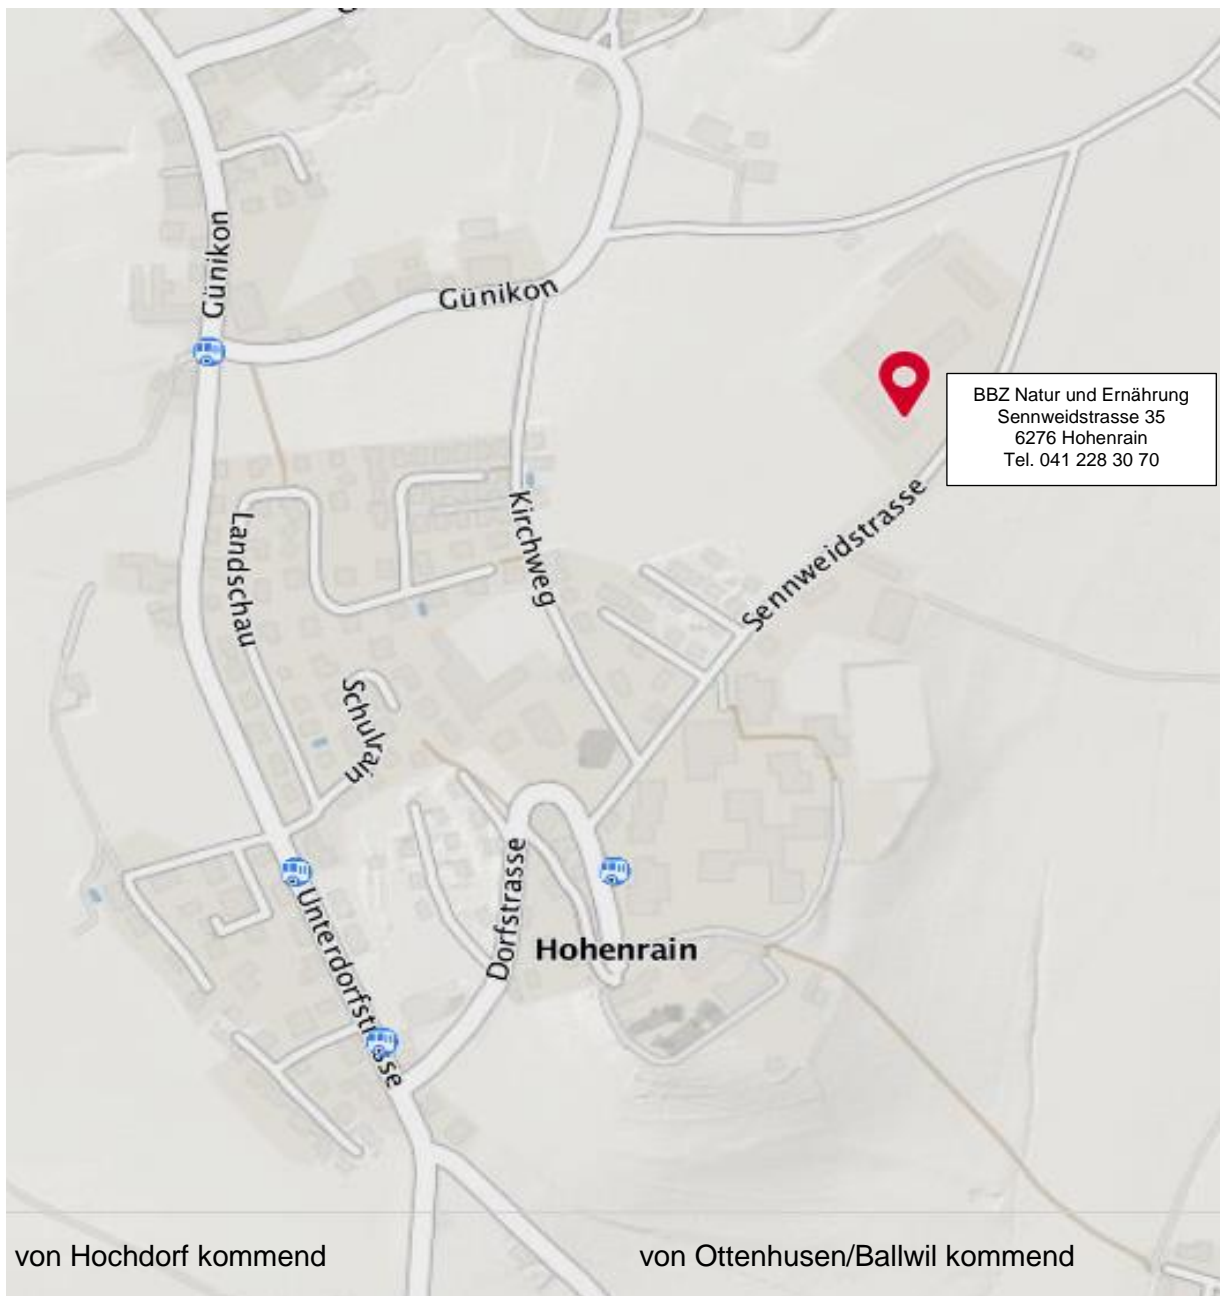 Günikon
Günikon
BBZ Natur und Ernährung
Sennweidstrasse 35
6276 Hohenrain
Tel. 041 228 30 70
Kirchweg
Landschau
Sennweidstrasse
Schulrain
Dorfstrasse
Unterdorfstrasse
Hohenrain
von Hochdorf kommend
von Ottenhusen/Ballwil kommend